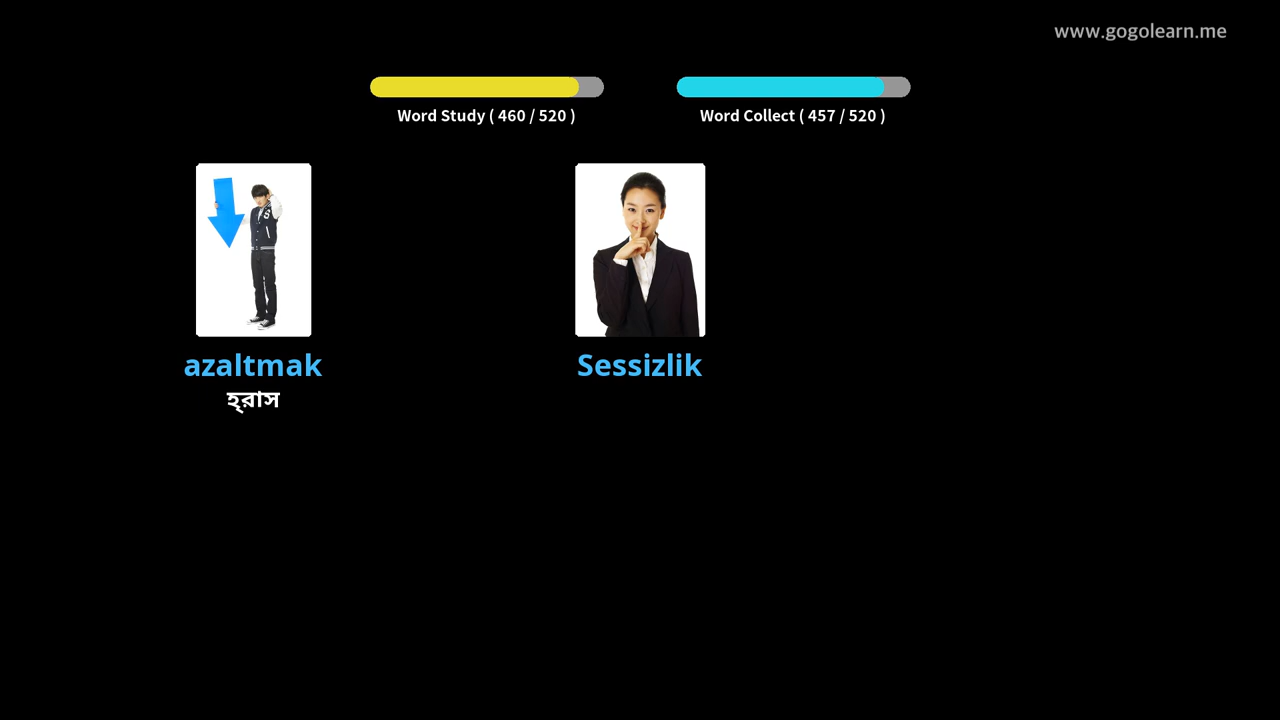 www.gogolearn.me
Word Study ( 460 / 520 )
Word Collect ( 457 / 520 )
azaltmak
হ্রাস
Sessizlik